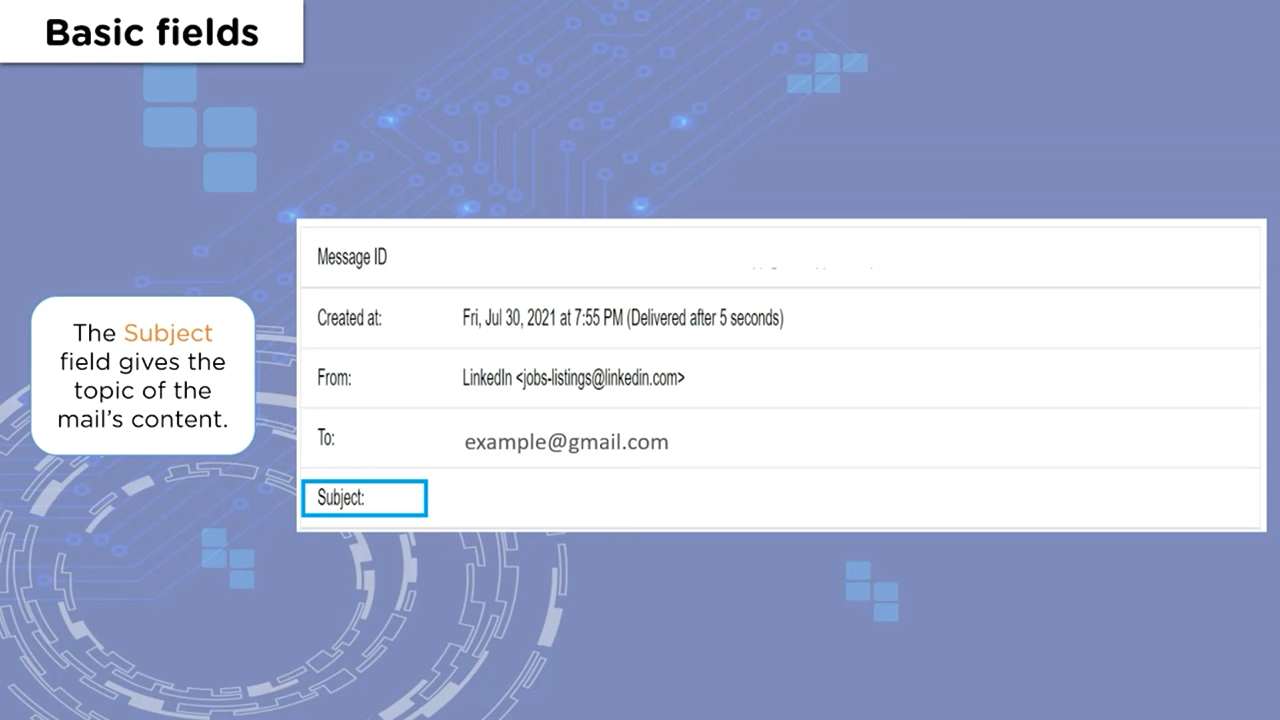 Basic fields
Message ID
Created at: Fri, Jul 30, 2021 at 7:55 PM (Delivered after 5 seconds)
From: LinkedIn <jobs-listings@linkedin.com>
To: example@gmail.com
Subject:
The Subject
field gives the
topic of the
mail's content.